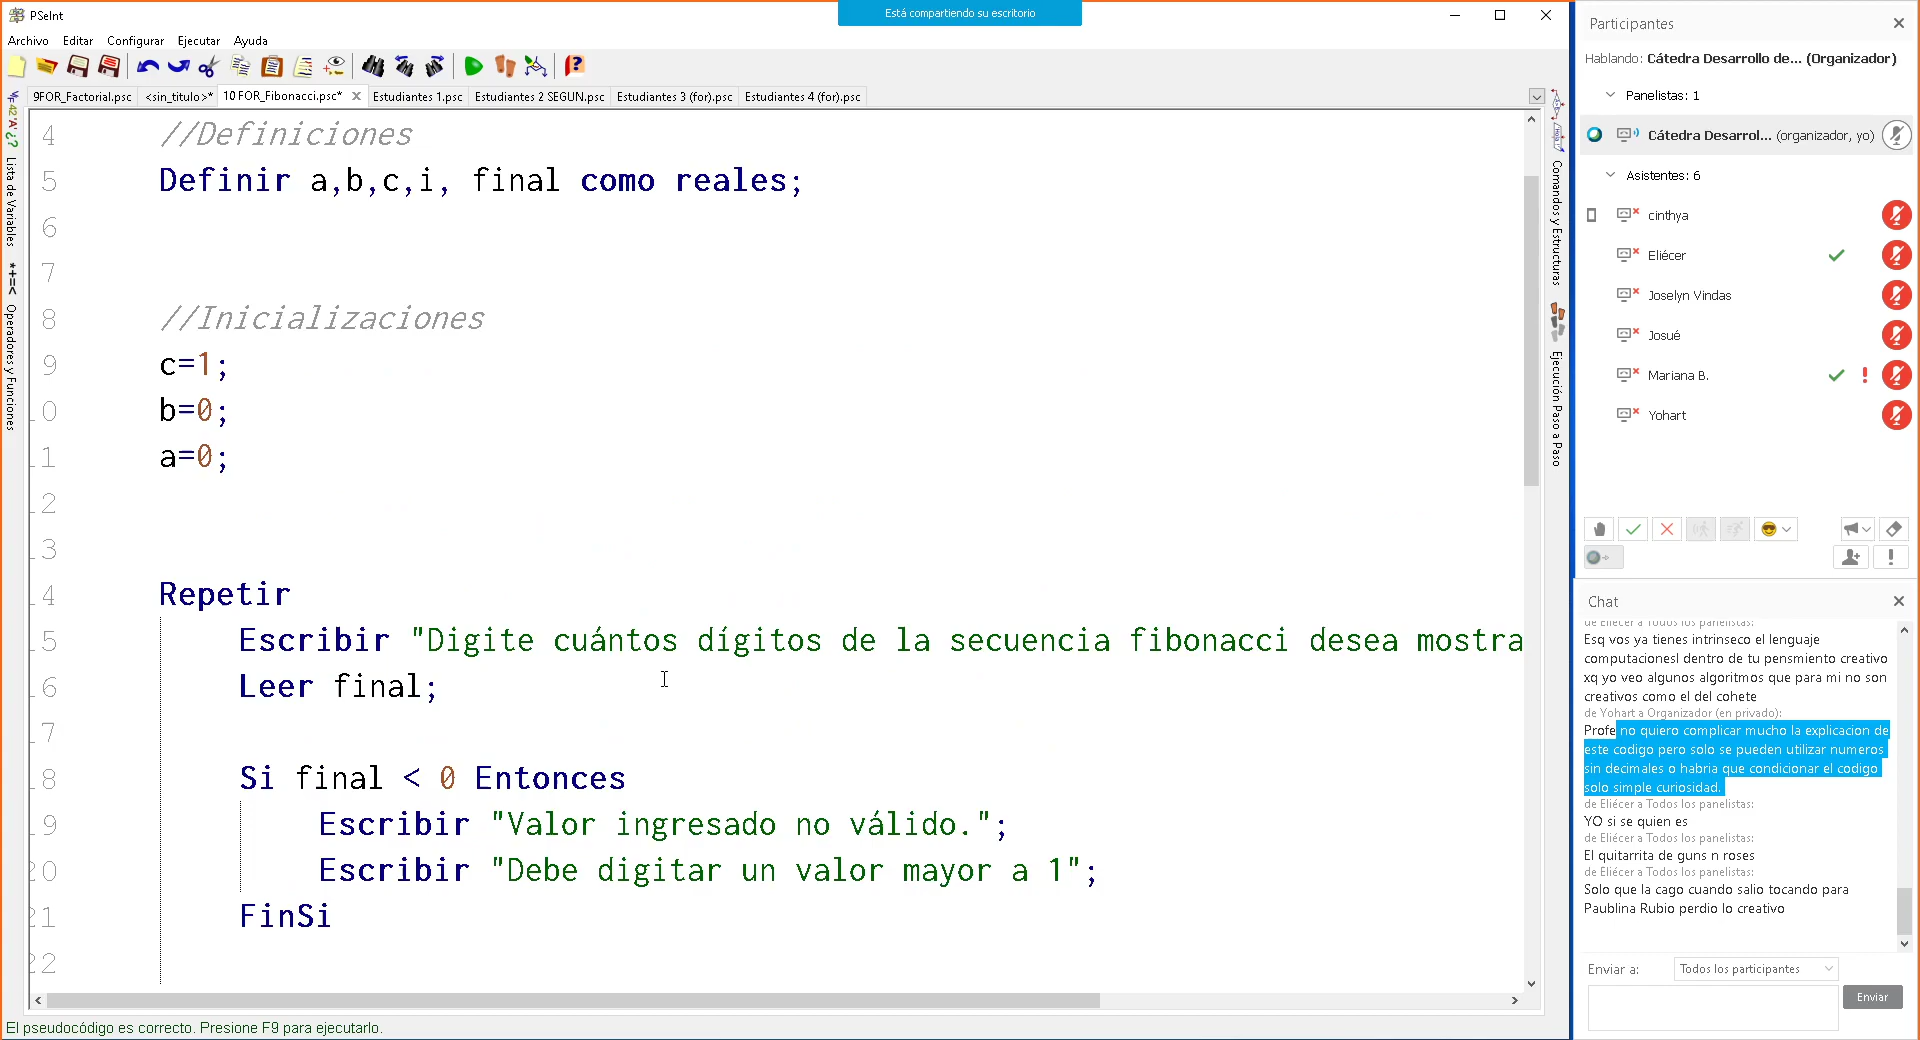 PSeInt
Está compartiendo su escritorio
Archivo Editar Configurar Ejecutar Ayuda
9FOR_Factorial.psc <sin_titulo>* 10 FOR_Fibonacci.psc* Estudiantes 1.psc Estudiantes 2 SEGUN.psc Estudiantes 3 (for).psc Estudiantes 4 (for).psc
Lista de Variables
Operadores y Funciones
4 //Definiciones
5 Definir a,b,c,i, final como reales;
6
7
8 //Inicializaciones
9 c=1;
.0 b=0;
.1 a=0;
.2
.3
.4 Repetir
.5 Escribir "Digite cuántos dígitos de la secuencia fibonacci desea mostra
.6 Leer final;
.7
.8 Si final < 0 Entonces
.9 Escribir "Valor ingresado no válido.";
20 Escribir "Debe digitar un valor mayor a 1";
21 FinSi
22
El pseudocódigo es correcto. Presione F9 para ejecutarlo.
Comandos y Estructuras
Ejecución Paso a Paso
Participantes
Hablando: Cátedra Desarrollo de... (Organizador)
Panelistas: 1
Cátedra Desarrol... (organizador, yo)
Asistentes: 6
cinthya
Eliécer
Joselyn Vindas
Josué
Mariana B.
Yohart
Chat
de Eliécer a Todos los panelistas:
Esq vos ya tienes intrinseco el lenguaje
computacionesl dentro de tu pensmiento creativo
xq yo veo algunos algoritmos que para mi no son
creativos como el del cohete
de Yohart a Organizador (en privado):
Profe no quiero complicar mucho la explicacion de
este codigo pero solo se pueden utilizar numeros
sin decimales o habria que condicionar el codigo
solo simple curiosidad.
de Eliécer a Todos los panelistas:
YO si se quien es
de Eliécer a Todos los panelistas:
El quitarrita de guns n roses
de Eliécer a Todos los panelistas:
Solo que la cago cuando salio tocando para
Paublina Rubio perdio lo creativo
Enviar a: Todos los participantes
Enviar